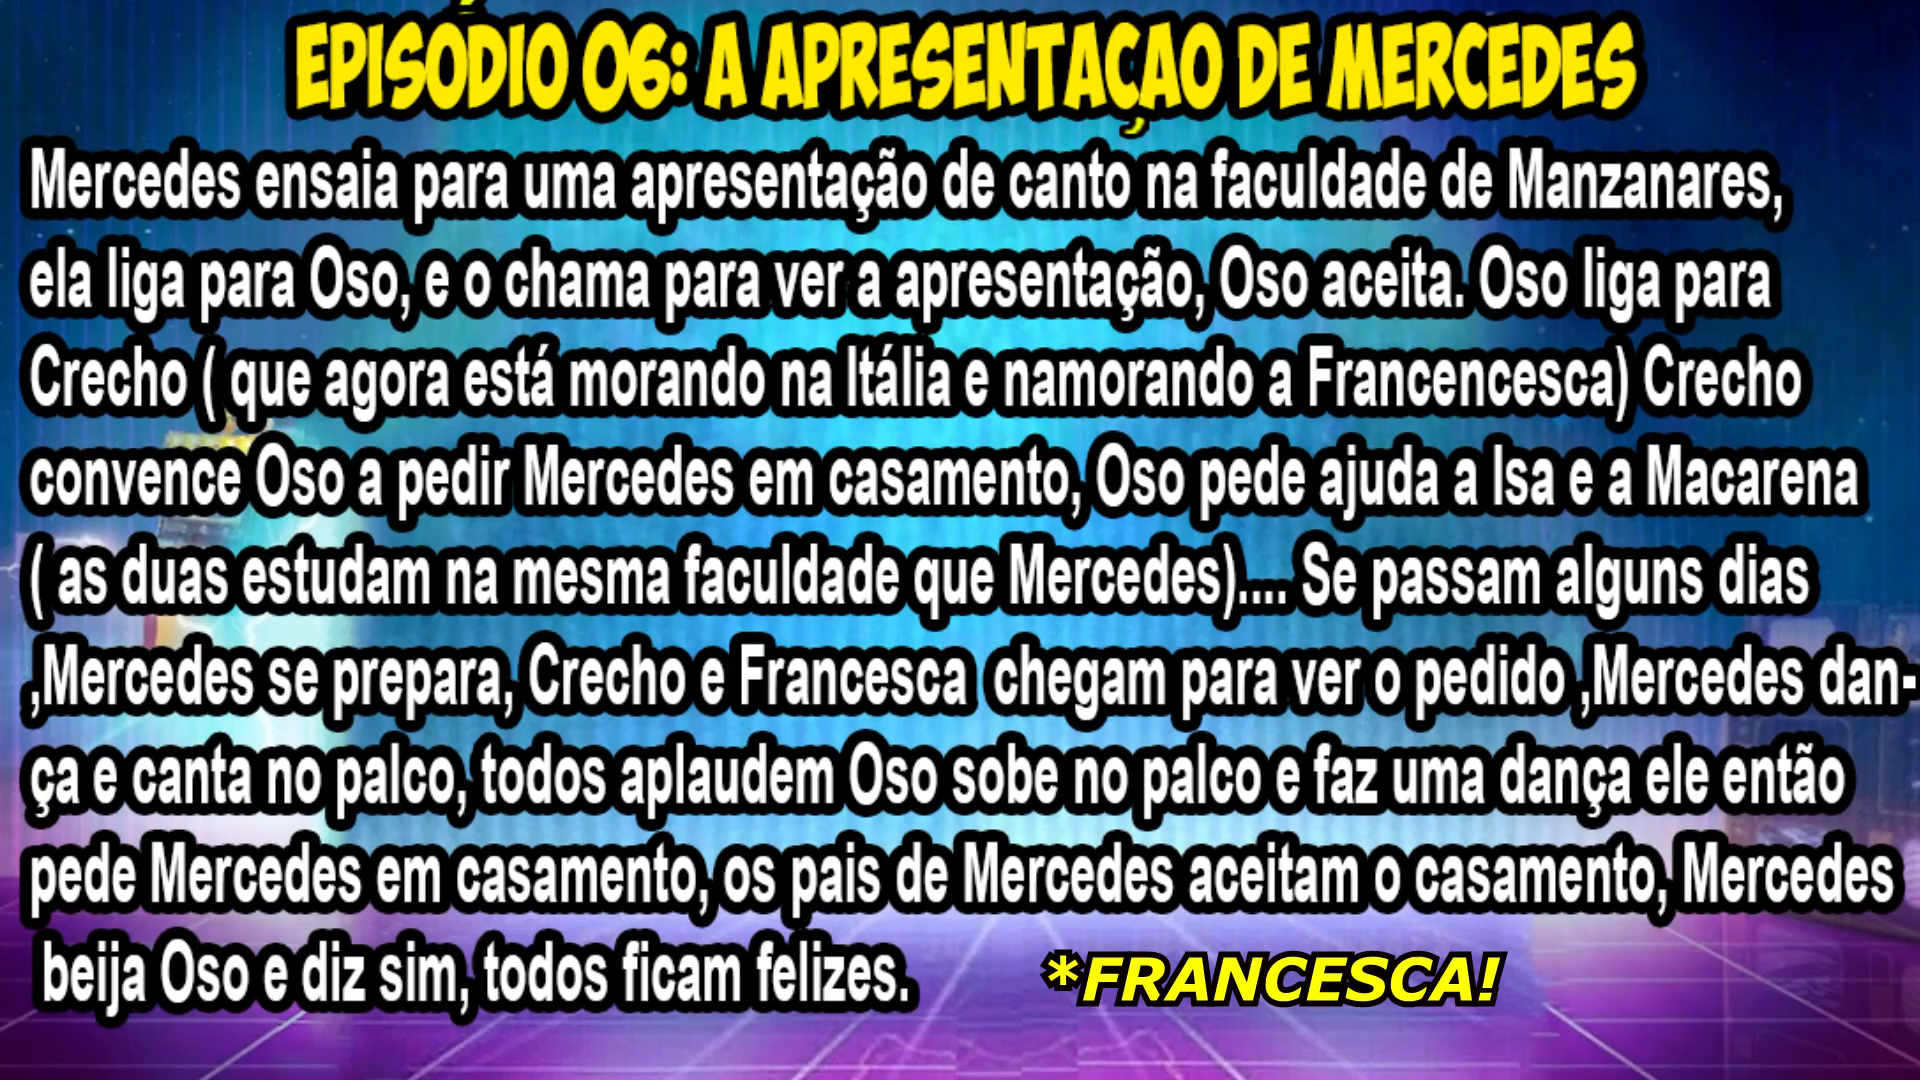 EPISÓDIO 06: A APRESENTAÇAO DE MERCEDES
Mercedes ensaia para uma apresentação de canto na faculdade de Manzanares,
ela liga para Oso, e o chama para ver a apresentação, Oso aceita. Oso liga para
Crecho ( que agora está morando na Itália e namorando a Francencesca) Crecho
convence Oso a pedir Mercedes em casamento, Oso pede ajuda a Isa e a Macarena
( as duas estudam na mesma faculdade que Mercedes).... Se passam alguns dias
,Mercedes se prepara, Crecho e Francesca  chegam para ver o pedido ,Mercedes dan-
ça e canta no palco, todos aplaudem Oso sobe no palco e faz uma dança ele então
pede Mercedes em casamento, os pais de Mercedes aceitam o casamento, Mercedes
beija Oso e diz sim, todos ficam felizes.
*FRANCESCA!